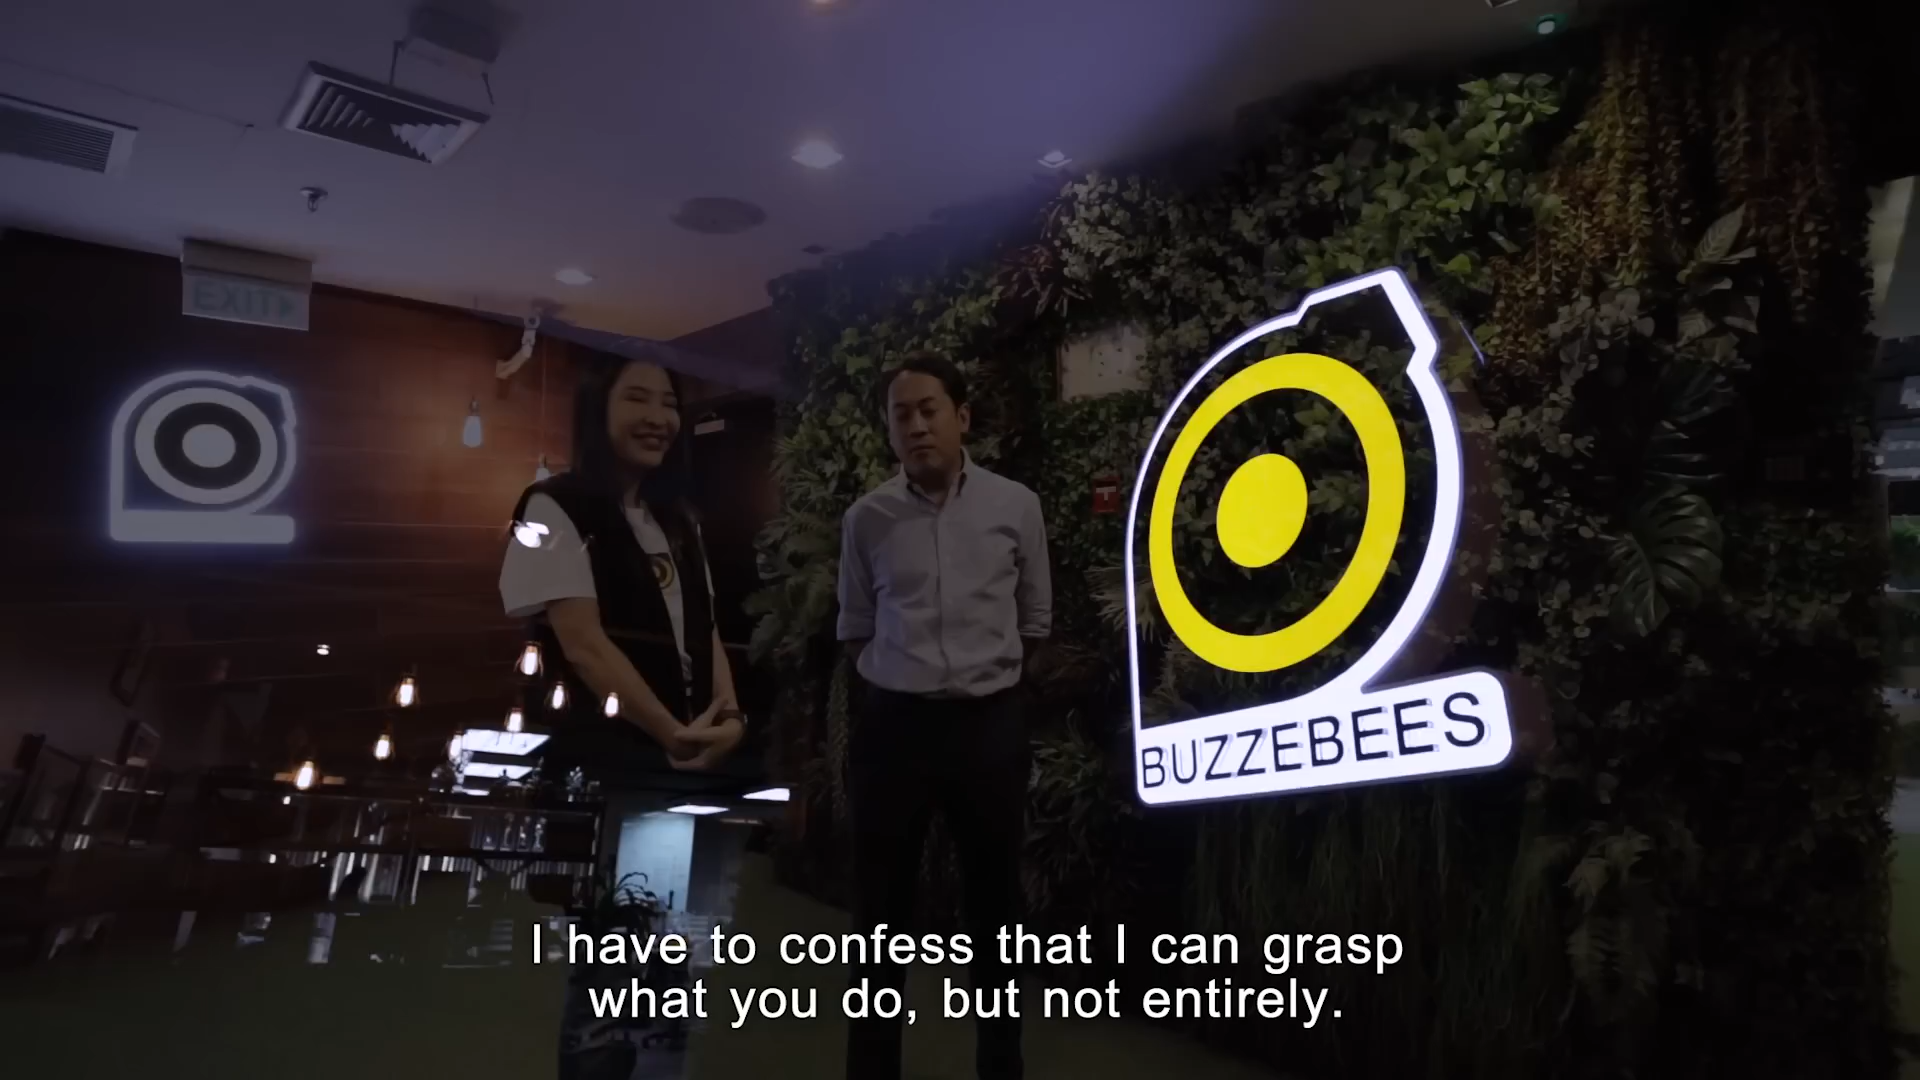 EXIT
BUZZEBEES
I have to confess that I can grasp
what you do, but not entirely.